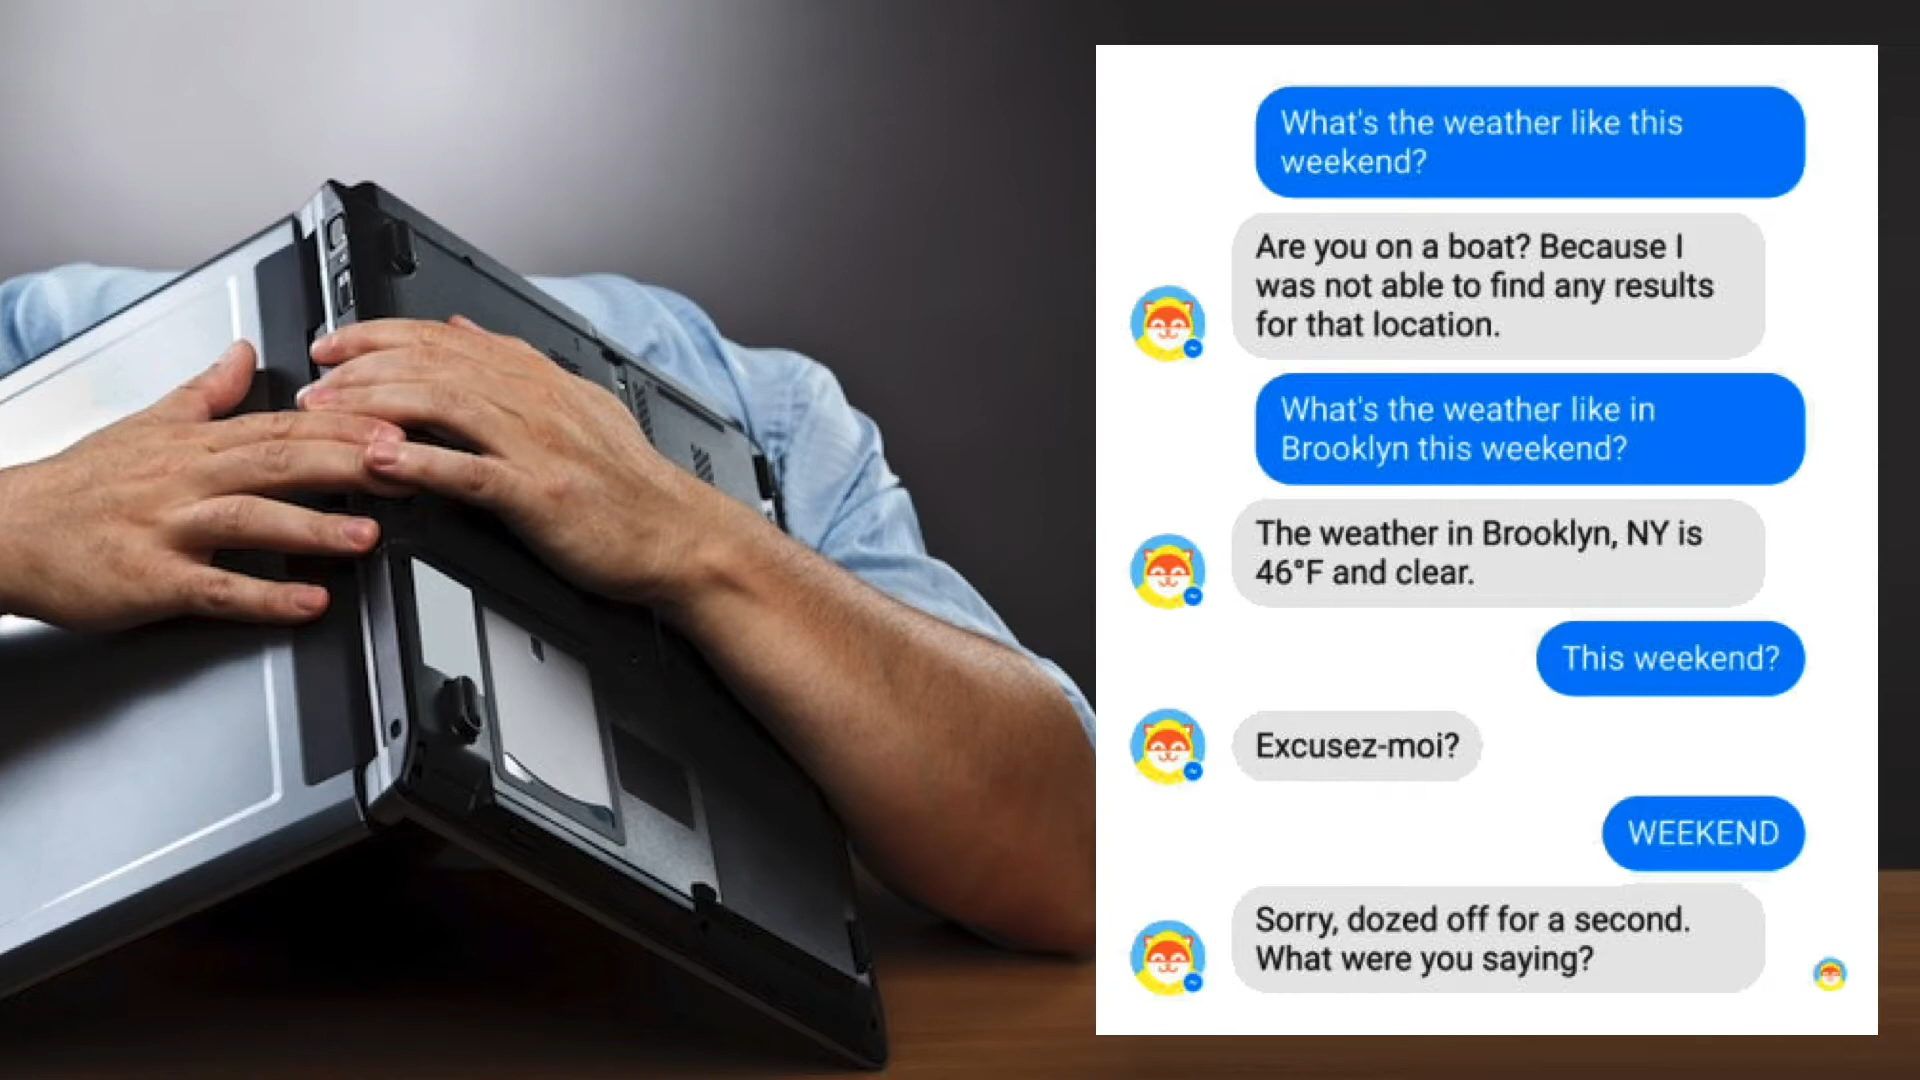 What's the weather like this
weekend?
Are you on a boat? Because I
was not able to find any results
for that location.
What's the weather like in
Brooklyn this weekend?
The weather in Brooklyn, NY is
46°F and clear.
This weekend?
Excusez-moi?
WEEKEND
Sorry, dozed off for a second.
What were you saying?